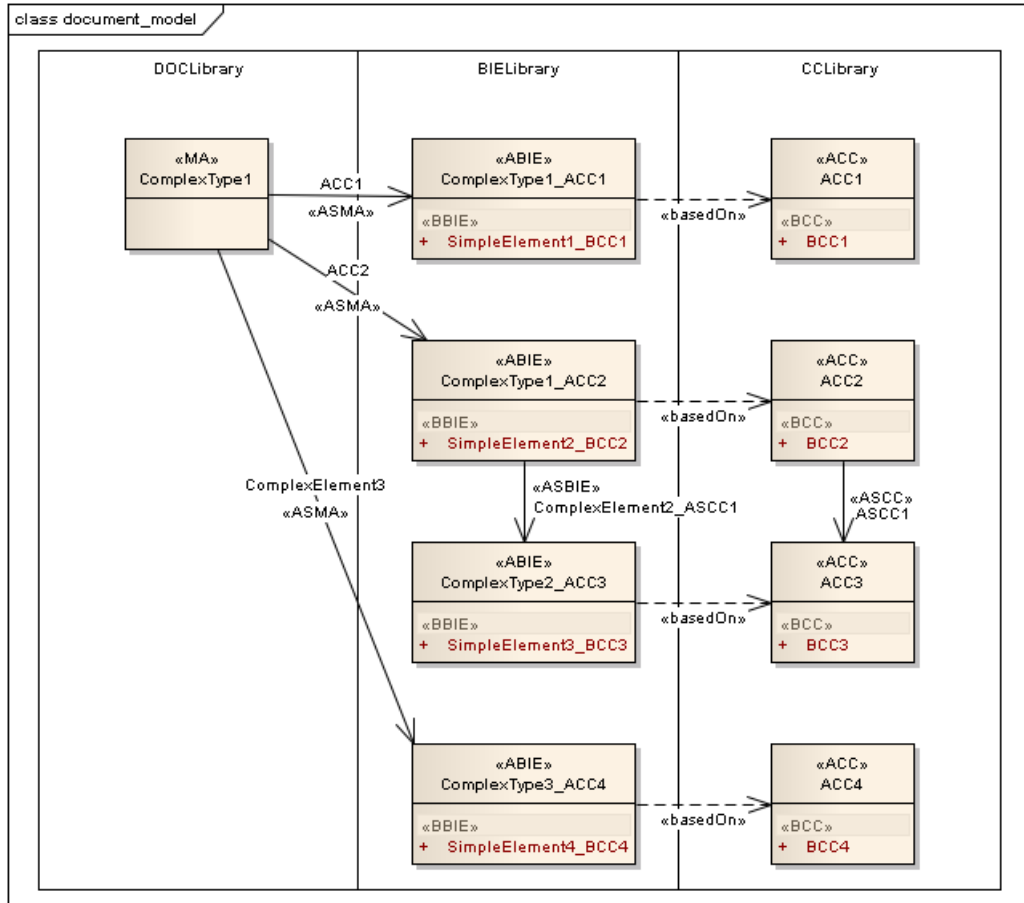 class document_model
DOCLibrary
BIELibrary
CCLibrary
«MA»
ComplexType1
ACC1
«ASMA»
«ABIE»
ComplexType1_ACC1
«BBIE»
+ SimpleElement1_BCC1
«basedOn»
«ACC»
ACC1
«BCC»
+ BCC1
ACC2
«ASMA»
«ABIE»
ComplexType1_ACC2
«BBIE»
+ SimpleElement2_BCC2
«basedOn»
«ACC»
ACC2
«BCC»
+ BCC2
ComplexElement3
«ASMA»
«ASBIE»
ComplexElement2_ASCC1
«ASCC»
ASCC1
«ABIE»
ComplexType2_ACC3
«BBIE»
+ SimpleElement3_BCC3
«basedOn»
«ACC»
ACC3
«BCC»
+ BCC3
«ABIE»
ComplexType3_ACC4
«BBIE»
+ SimpleElement4_BCC4
«basedOn»
«ACC»
ACC4
«BCC»
+ BCC4